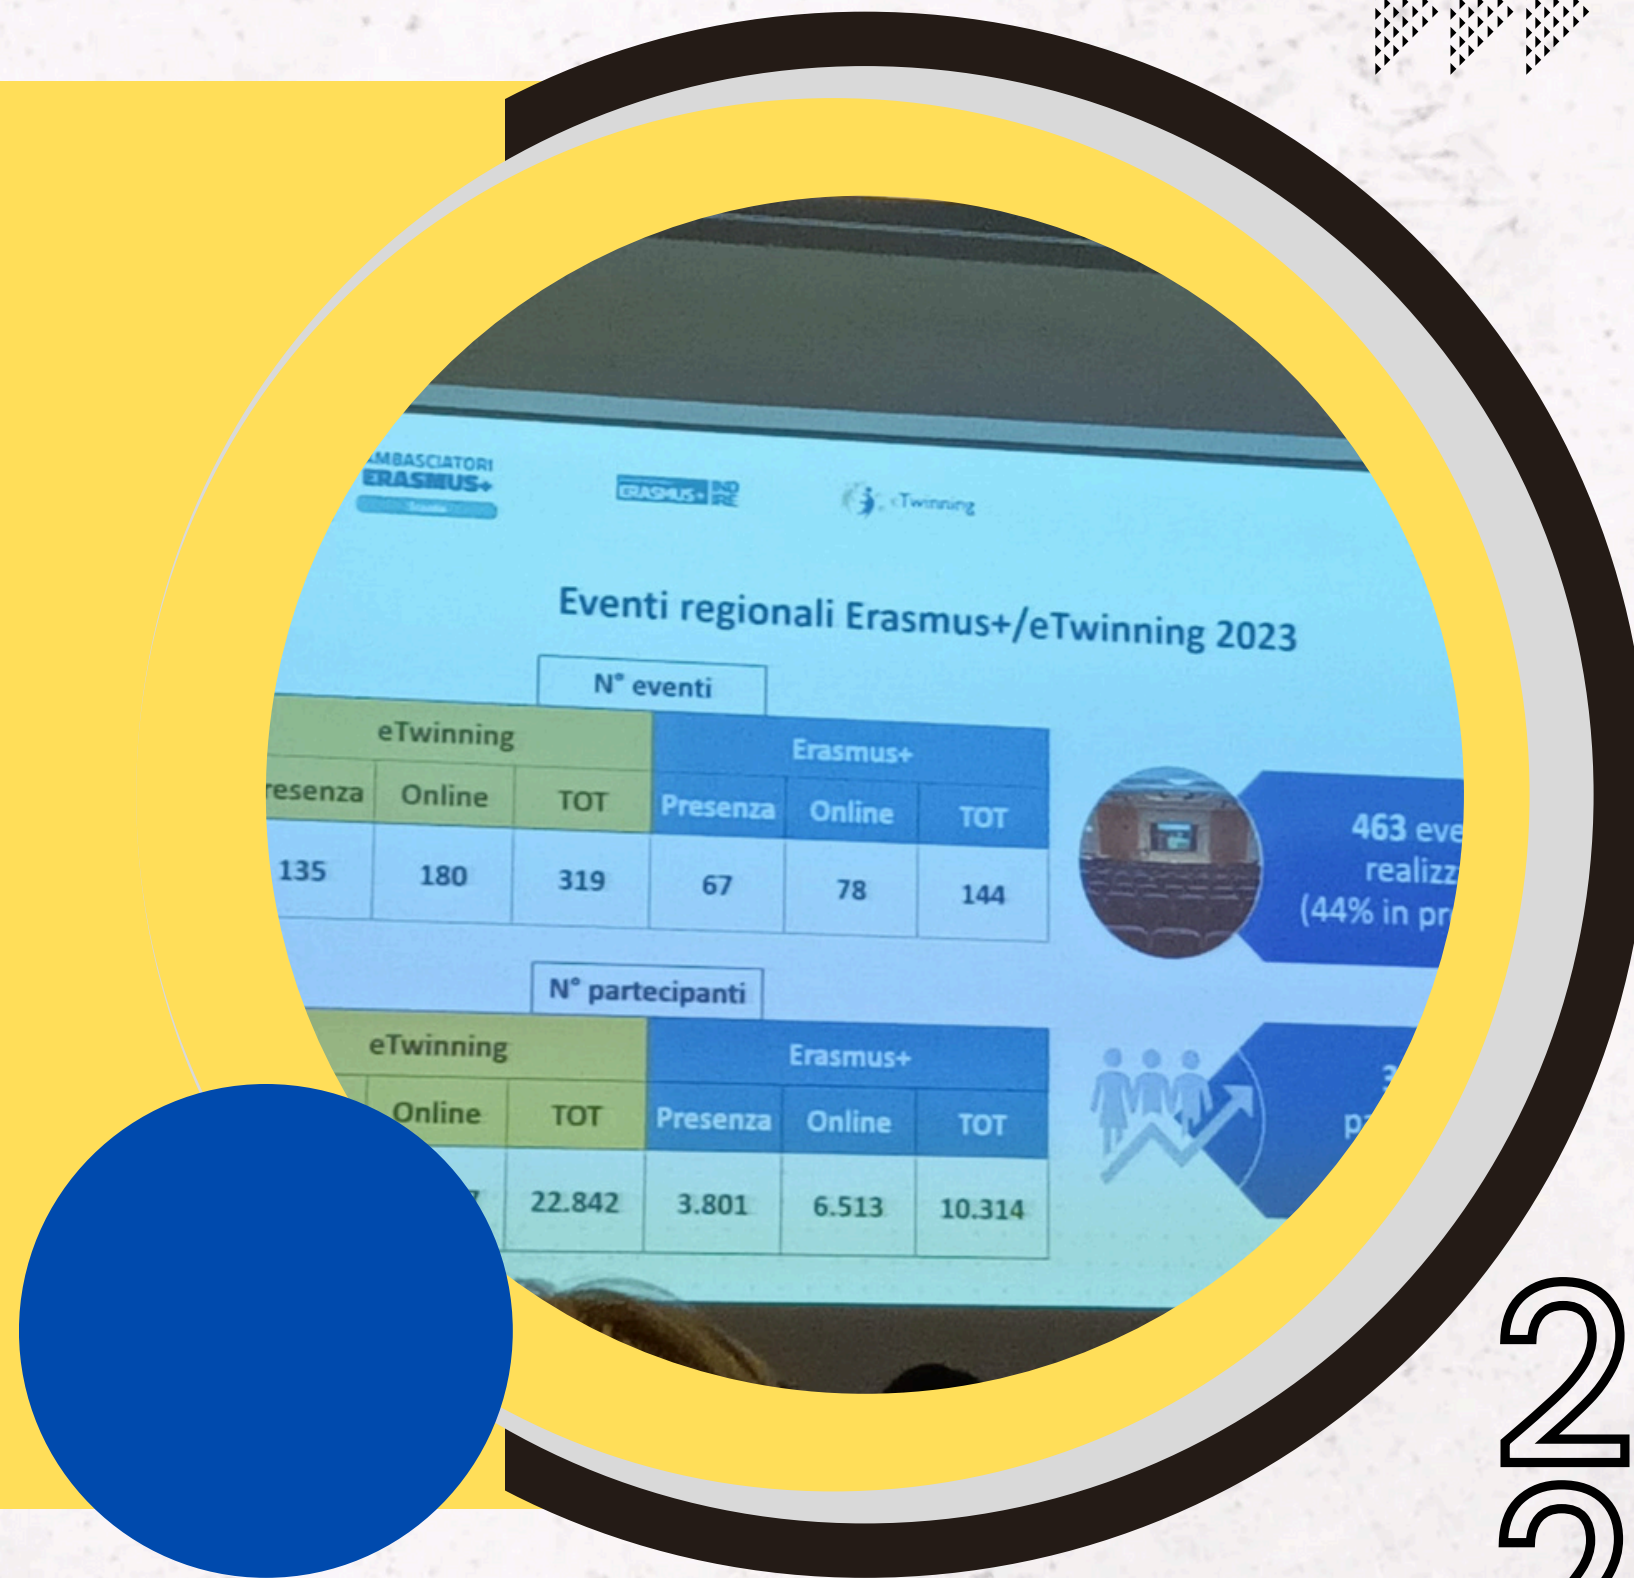 AMBASCIATORI
ERASMUS+
Scuola
ERASMUS+ INDIRE
eTwinning
Eventi regionali Erasmus+/eTwinning 2023
N° eventi
eTwinning Erasmus+
resenza Online TOT Presenza Online TOT
135 180 319 67 78 144
463 eve
realizz
(44% in pr
N° partecipanti
eTwinning Erasmus+
Online TOT Presenza Online TOT
22.842 3.801 6.513 10.314
2